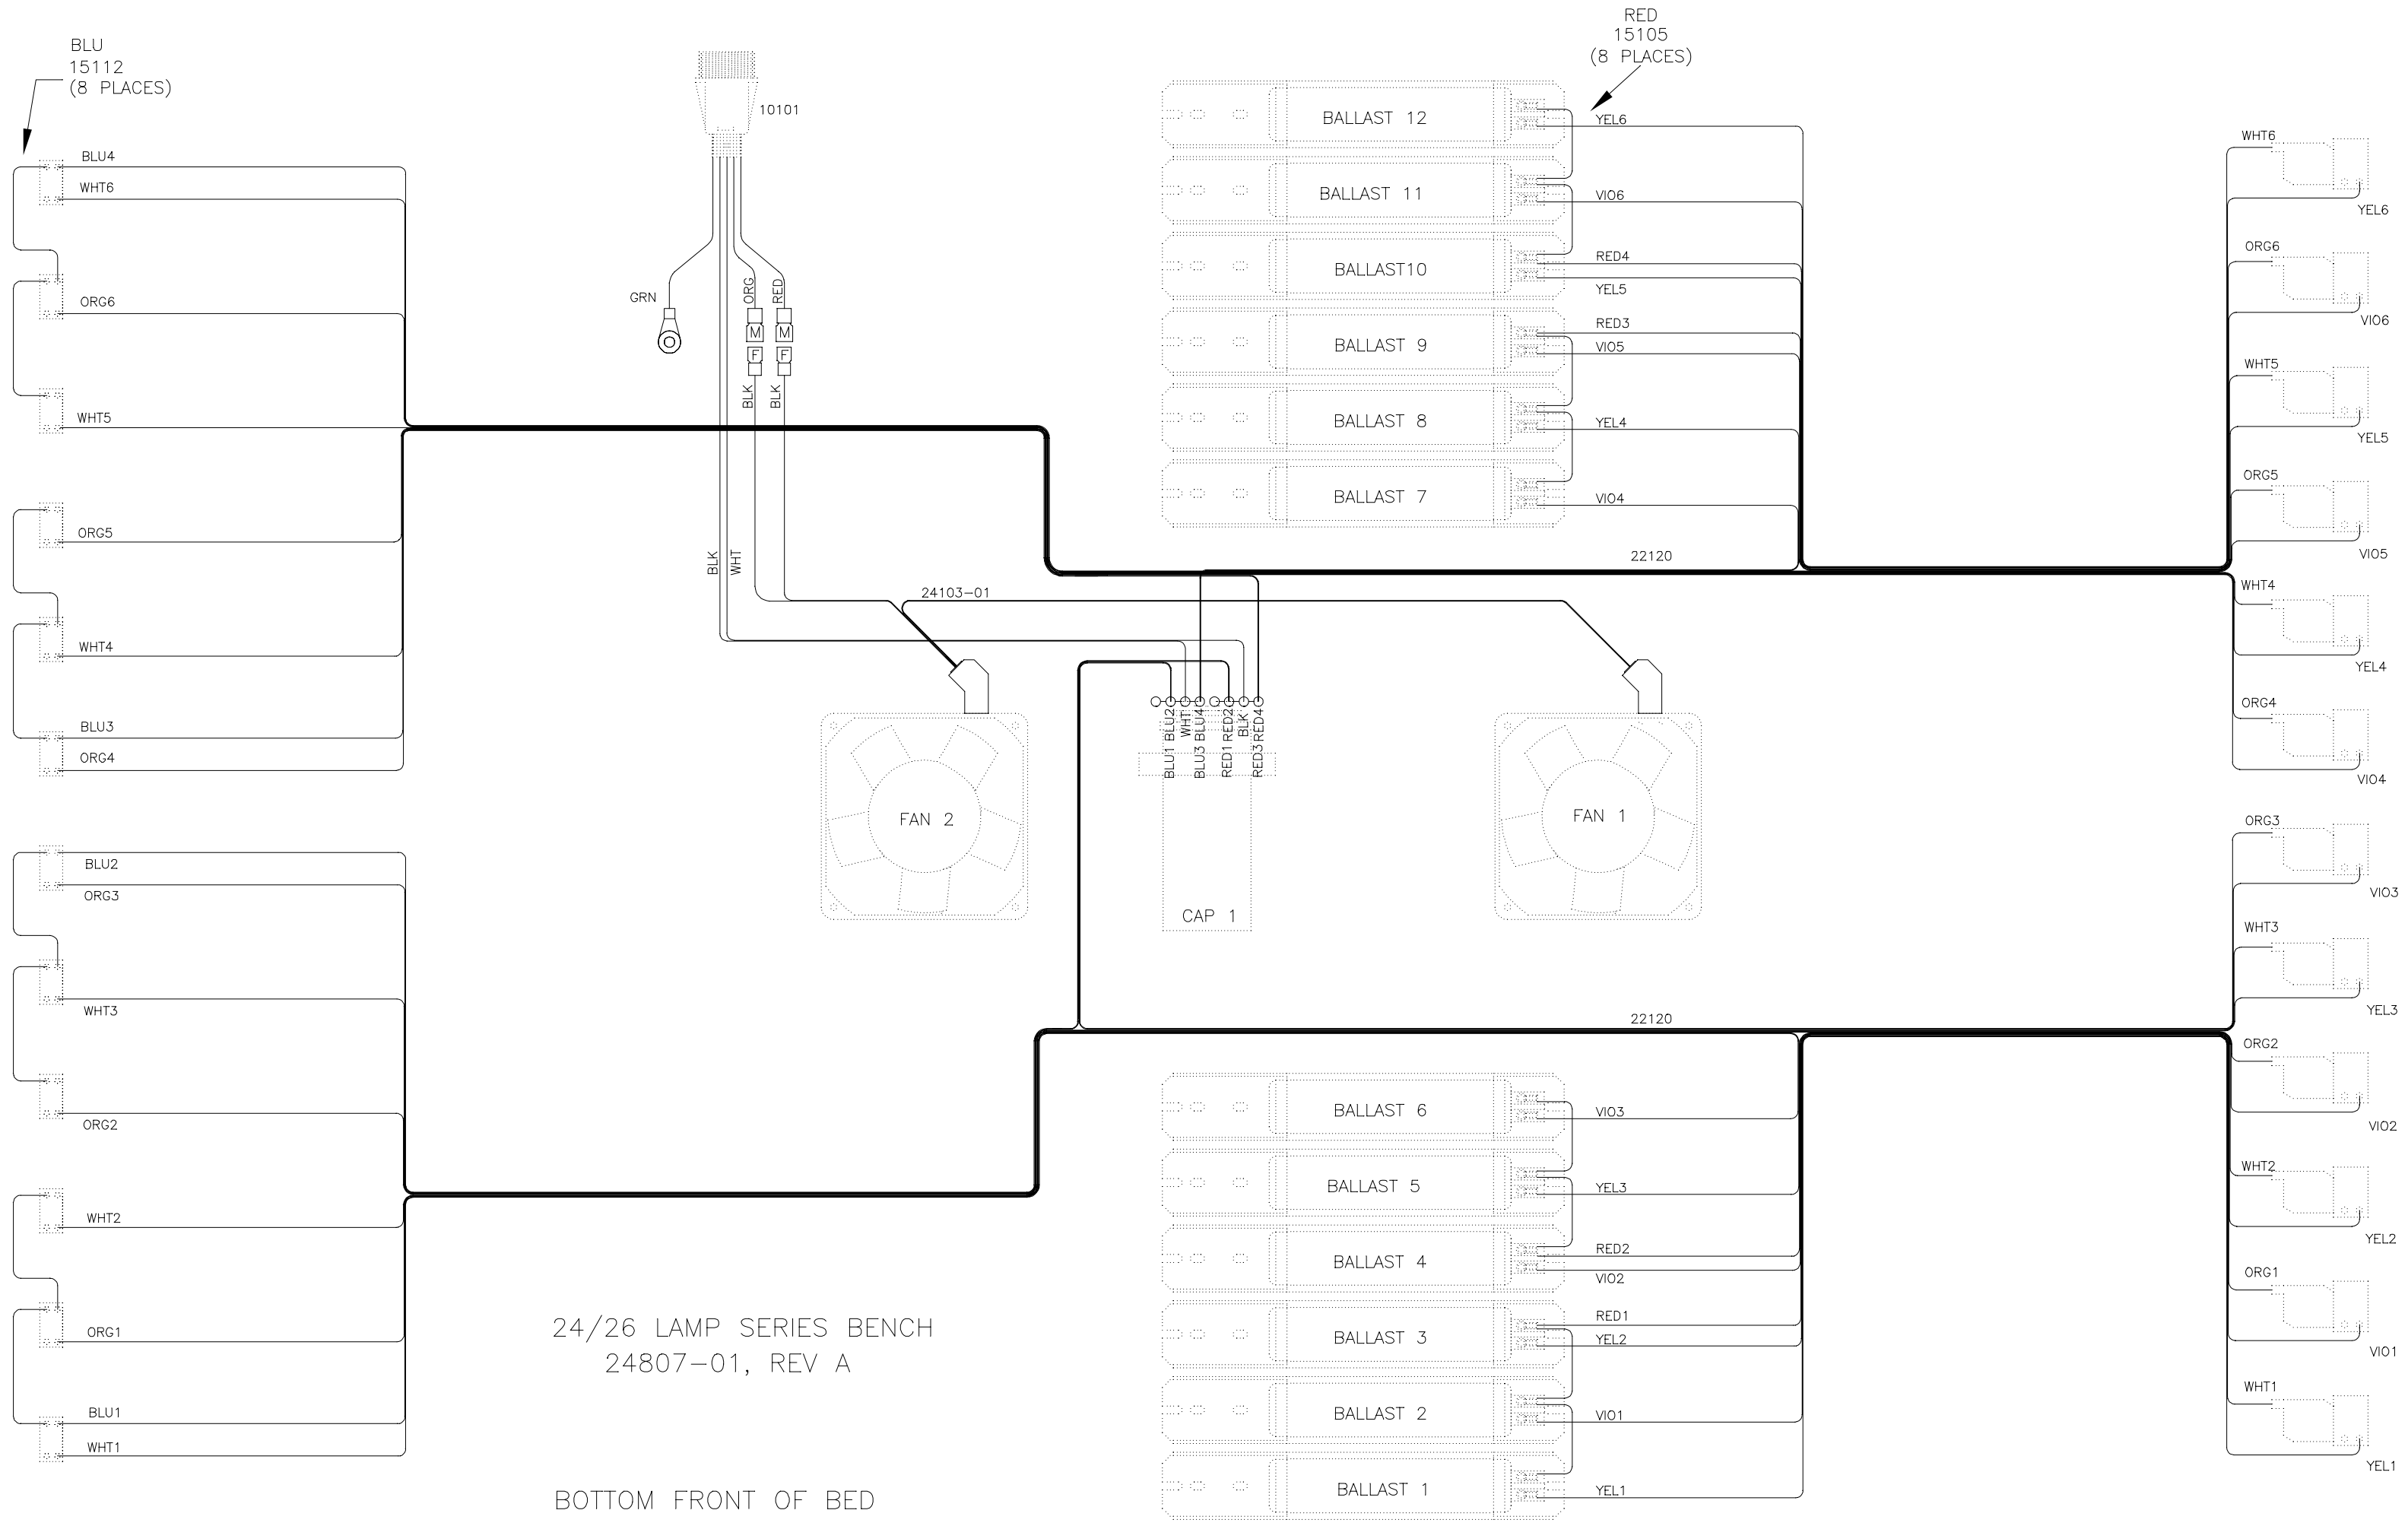 BLU
15112
(8 PLACES)
BLU4
WHT6
ORG6
WHT5
ORG5
WHT4
BLU3
ORG4
BLU2
ORG3
WHT3
ORG2
WHT2
ORG1
BLU1
WHT1
10101
GRN
ORG
RED
M
M
F
F
BLK
BLK
BLK
WHT
24103-01
RED
15105
(8 PLACES)
BALLAST 12
YEL6
BALLAST 11
VIO6
BALLAST10
RED4
YEL5
BALLAST 9
RED3
VIO5
BALLAST 8
YEL4
BALLAST 7
VIO4
22120
BLU1 BLU2
WHT
BLU3 BLU4
RED1 RED2
BLK
RED3 RED4
FAN 2
CAP 1
FAN 1
22120
BALLAST 6
VIO3
BALLAST 5
YEL3
BALLAST 4
RED2
VIO2
BALLAST 3
RED1
YEL2
BALLAST 2
VIO1
BALLAST 1
YEL1
WHT6
YEL6
ORG6
VIO6
WHT5
YEL5
ORG5
VIO5
WHT4
YEL4
ORG4
VIO4
ORG3
VIO3
WHT3
YEL3
ORG2
VIO2
WHT2
YEL2
ORG1
VIO1
WHT1
YEL1
24/26 LAMP SERIES BENCH
24807-01, REV A
BOTTOM FRONT OF BED